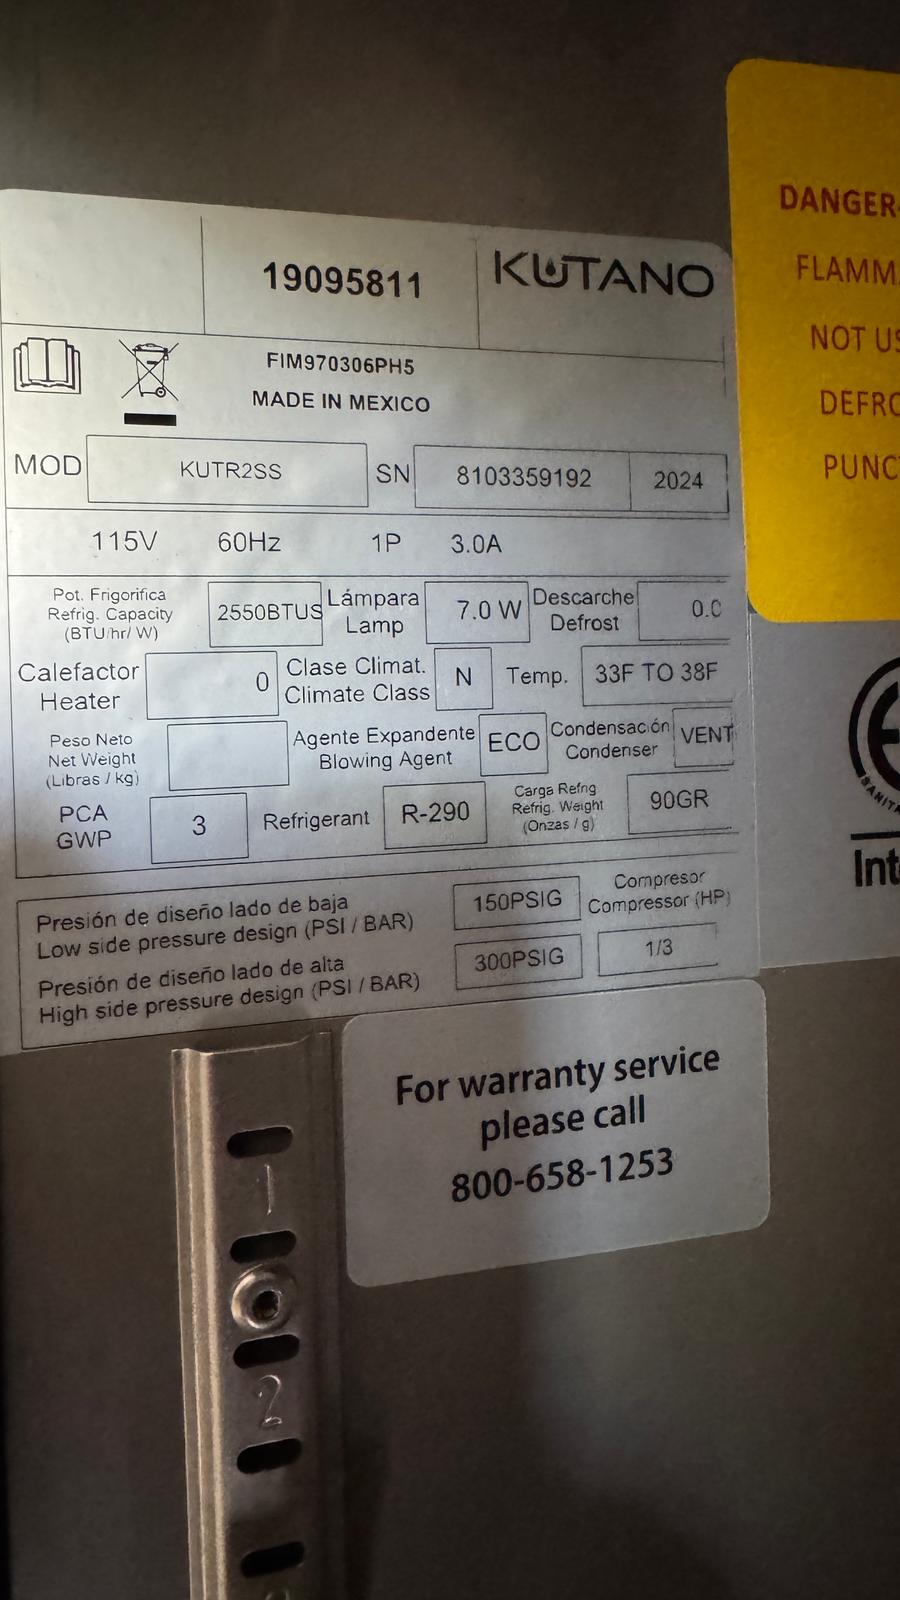 19095811
KUTANO
FIM970306PH5
MADE IN MEXICO
MOD KUTR2SS SN 8103359192 2024
115V 60Hz 1P 3.0A
Pot. Frigorifica
Refrig. Capacity
(BTU/hr/ W)
2550BTUS
Lámpara
Lamp
7.0 W
Descarche
Defrost
0.0
Calefactor
Heater
0
Clase Climat.
Climate Class
N
Temp.
33F TO 38F
Peso Neto
Net Weight
(Libras / kg)
Agente Expandente
Blowing Agent
ECO
Condensación
Condenser
VENT
PCA
GWP
3
Refrigerant
R-290
Carga Refrig
Refrig. Weight
(Onzas / g)
90GR
Presión de diseño lado de baja
Low side pressure design (PSI / BAR)
150PSIG
Presión de diseño lado de alta
High side pressure design (PSI / BAR)
300PSIG
Compresor
Compressor (HP)
1/3
DANGER-
FLAMM
NOT US
DEFRO
PUNC
Int
For warranty service
please call
800-658-1253
1
2